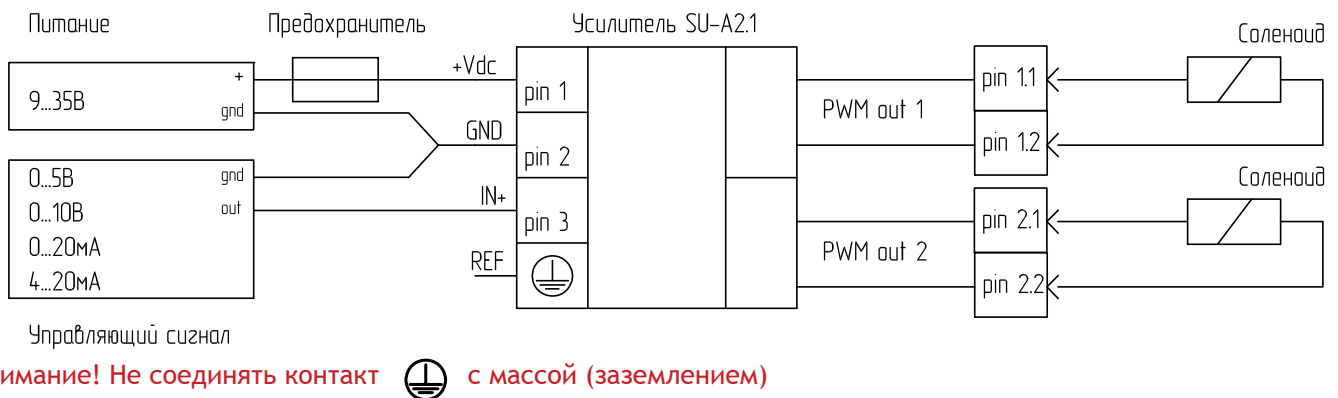 Питание
Предохранитель
Усилитель SU-A2.1
Соленоид
9...35В
+
gnd
+Vdc
pin 1
GND
pin 2
PWM out 1
pin 1.1
pin 1.2
0...5В
gnd
0...10В
out
0...20мА
4...20мА
IN+
pin 3
REF
PWM out 2
Соленоид
pin 2.1
pin 2.2
Управляющий сигнал
имание! Не соединять контакт с массой (заземлением)